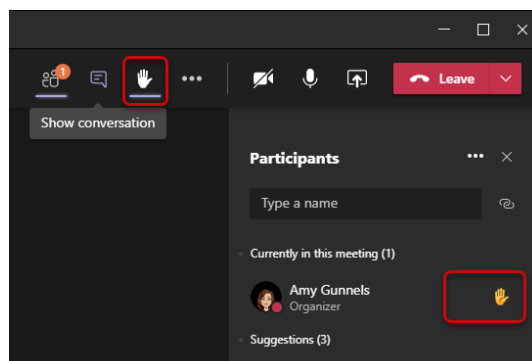 1
Leave
Show conversation
Participants
Type a name
Currently in this meeting (1)
Amy Gunnels
Organizer
Suggestions (3)